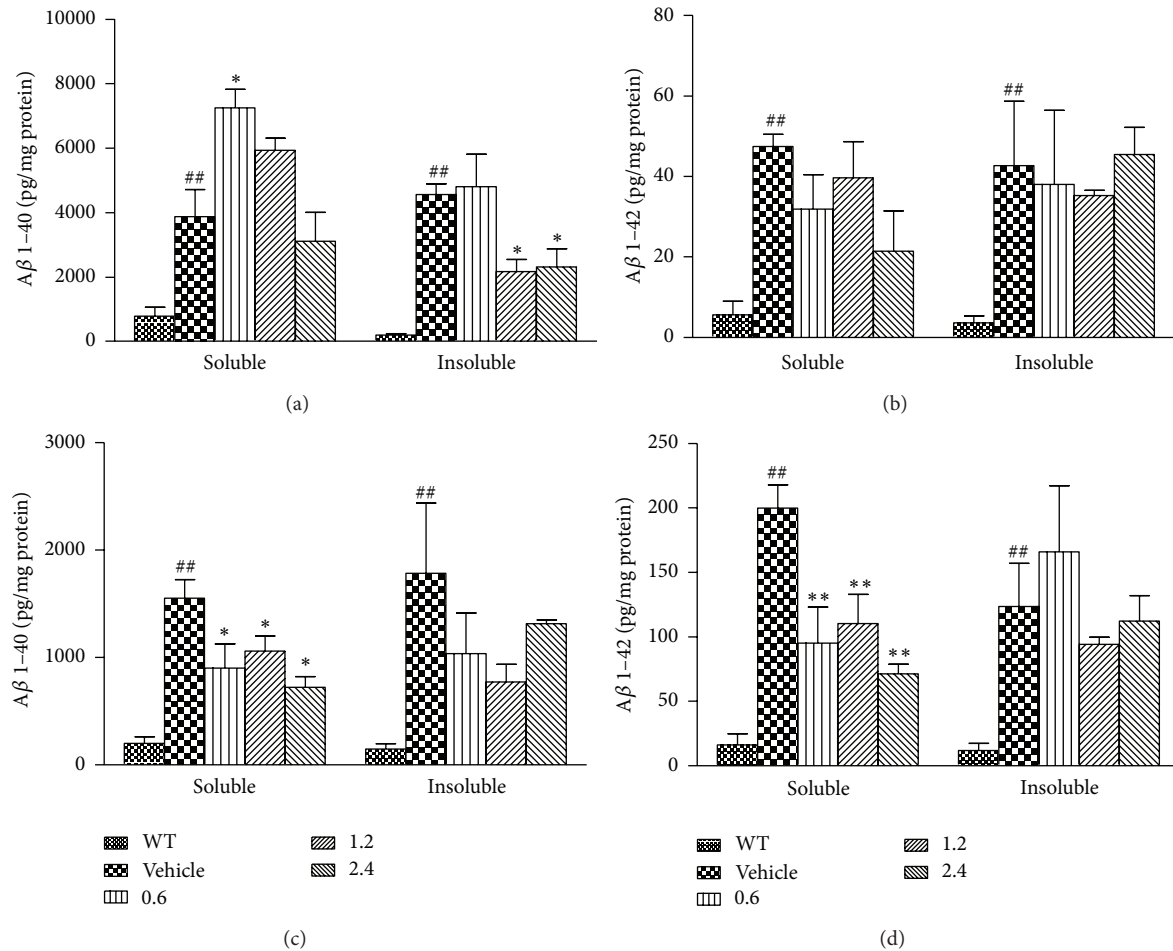 10000
8000
6000
4000
2000
0
Aβ 1–40 (pg/mg protein)
##
*
##
*
*
Soluble
Insoluble
(a)
80
60
40
20
0
Aβ 1–42 (pg/mg protein)
##
##
Soluble
Insoluble
(b)
3000
2000
1000
0
Aβ 1–40 (pg/mg protein)
##
*
*
*
##
Soluble
Insoluble
WT
Vehicle
0.6
1.2
2.4
(c)
250
200
150
100
50
0
Aβ 1–42 (pg/mg protein)
##
**
**
**
##
Soluble
Insoluble
WT
Vehicle
0.6
1.2
2.4
(d)